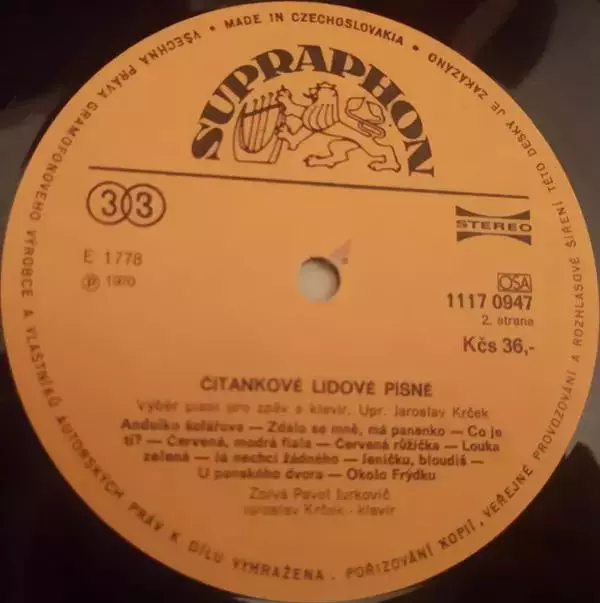 VŠECHNA PRÁVA GRAMOFONOVÉHO VÝROBCE A VLASTNÍKŮ AUTORSKÝCH PRÁV K DÍLU VYHRAŽENA. POŘIZOVÁNÍ KOPIÍ, VEŘEJNÉ PROVOZOVÁNÍ A ROZHLASOVÉ ŠÍŘENÍ TÉTO DESKY JE ZAKÁZÁNO • MADE IN CZECHOSLOVAKIA •
SUPRAPHON
33
STEREO
E 1778
℗ 1970
OSA
1117 0947
2. strana
Kčs 36,-
ČÍTANKOVÉ LIDOVÉ PÍSNĚ
Výběr písní pro zpěv a klavír. Upr. Jaroslav Krček
Andulko šafářova — Zdálo se mně, má panenko — Co je
ti? — Červená, modrá fiala — Červená růžička — Louka
zelená — Já nechci žádného — Jeníčku, bloudíš —
U panského dvora — Okolo Frýdku
Zpívá Pavel Jurkovič
Jaroslav Krček - klavír